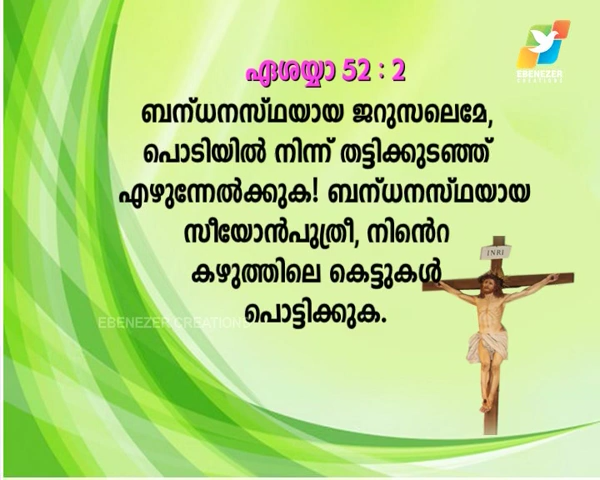 EBENEZER
CREATIONS
ഏശയ്യാ 52 : 2
ബന്ധനസ്ഥയായ ജറുസലെമേ,
പൊടിയിൽ നിന്ന് തട്ടിക്കുടഞ്ഞ്
എഴുന്നേൽക്കുക! ബന്ധനസ്ഥയായ
സീയോൻപുത്രീ, നിൻെറ
കഴുത്തിലെ കെട്ടുകൾ
പൊട്ടിക്കുക.
INRI
EBENEZER CREATIONS